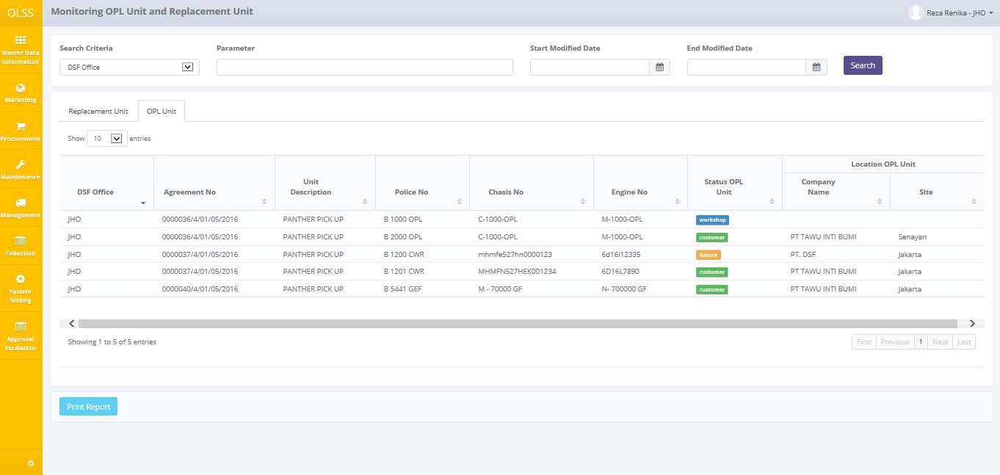 OLSS
Monitoring OPL Unit and Replacement Unit
Reza Renika - JHO
Master Data
Information
Marketing
Procurement
Maintenance
Management
Collection
System
Setting
Approval
Escalation
Search Criteria
Parameter
Start Modified Date
End Modified Date
DSF Office
Search
Replacement Unit
OPL Unit
Show 10 entries
Location OPL Unit
DSF Office
Agreement No
Unit
Description
Police No
Chasis No
Engine No
Status OPL
Unit
Company
Name
Site
JHO 0000036/4/01/05/2016 PANTHER PICK UP B 1000 OPL C-1000-OPL M-1000-OPL workshop
JHO 0000036/4/01/05/2016 PANTHER PICK UP B 2000 OPL C-1000-OPL M-1000-OPL customer PT TAWU INTI BUMI Senayan
JHO 0000037/4/01/05/2016 PANTHER PICK UP B 1200 CWR mhmfe527hn0000123 6d16l12335 Return PT. DSF Jakarta
JHO 0000037/4/01/05/2016 PANTHER PICK UP B 1201 CWR MHMFN527HEK001234 6D16L7890 customer PT TAWU INTI BUMI Jakarta
JHO 0000040/4/01/05/2016 PANTHER PICK UP B 5441 GEF M - 70000 GF N- 700000 GF customer PT TAWU INTI BUMI Jakarta
Showing 1 to 5 of 5 entries
First Previous 1 Next Last
Print Report